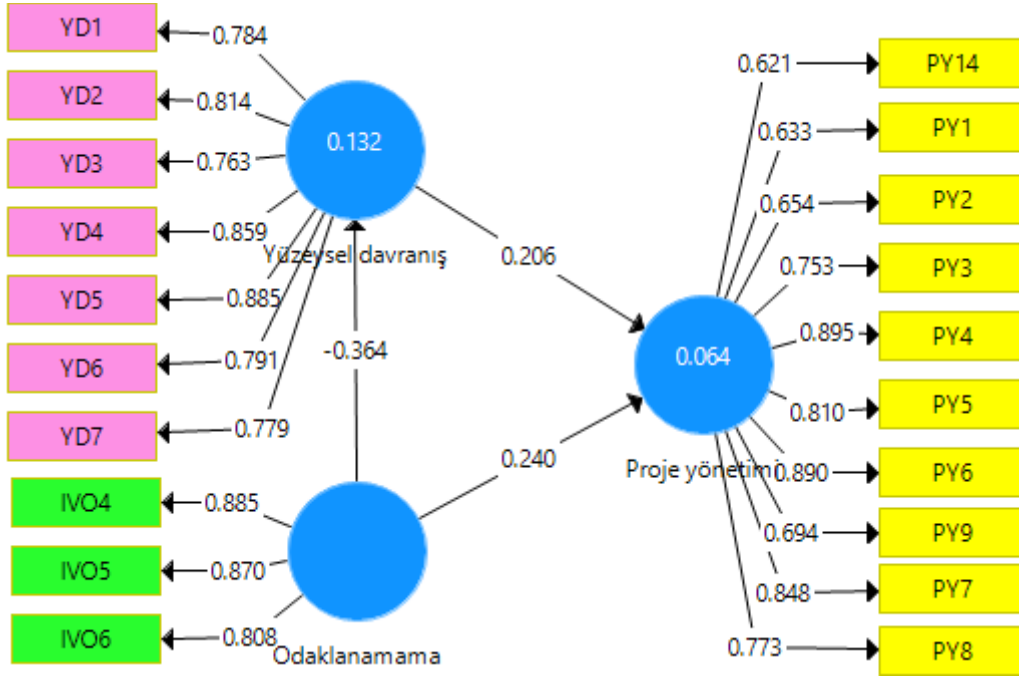 YD1
0.784
YD2
0.814
YD3
0.763
YD4
0.859
YD5
0.885
YD6
0.791
YD7
0.779
0.132
Yüzeysel davranış
-0.364
0.206
0.240
IVO4
0.885
IVO5
0.870
IVO6
0.808
Odaklanamama
0.064
Proje yönetimi
0.621
PY14
0.633
PY1
0.654
PY2
0.753
PY3
0.895
PY4
0.810
PY5
0.890
PY6
0.694
PY9
0.848
PY7
0.773
PY8